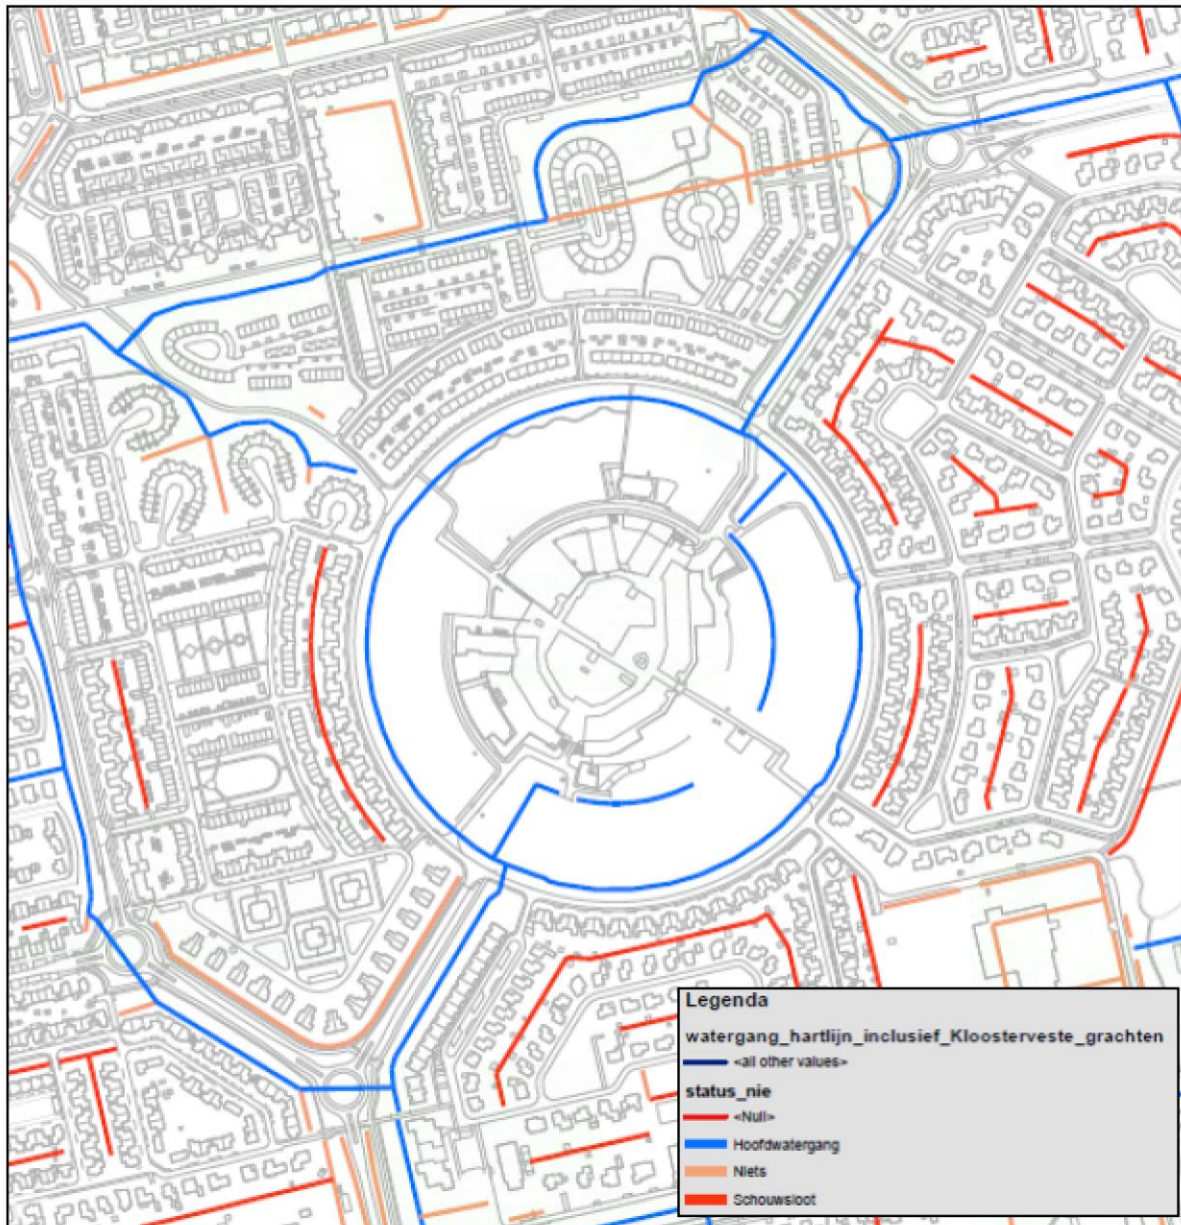 Legenda
watergang_hartlijn_inclusief_Kloosterveste_grachten
<all other values>
status_nie
<Null>
Hoofdwatergang
Niets
Schouwsloot